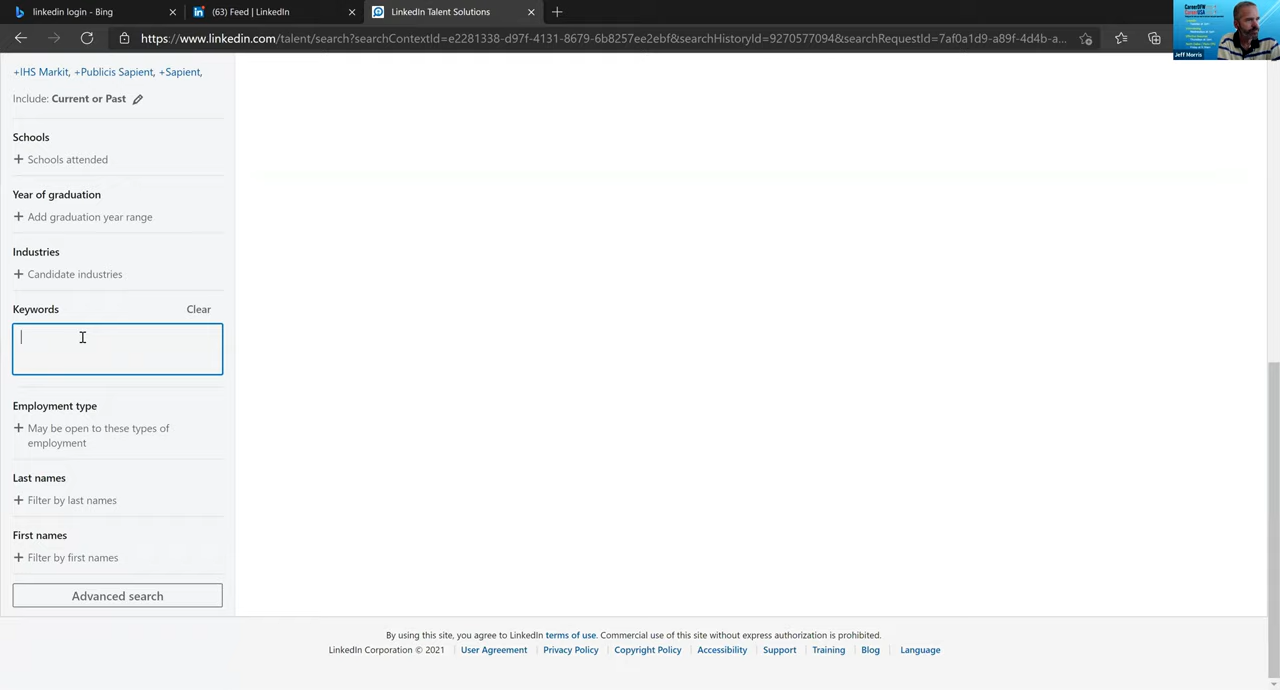 linkedin login - Bing
(63) Feed | LinkedIn
LinkedIn Talent Solutions
https://www.linkedin.com/talent/search?searchContextId=e2281358-d97f-4131-8679-6b8257ee2ebf&searchHistoryId=9270577094&searchRequestId=7af0a1d9-a89f-4d4b-a...
Jeff Morris
+IHS Markit, +Publicis Sapient, +Sapient,
Include: Current or Past
Schools
+ Schools attended
Year of graduation
+ Add graduation year range
Industries
+ Candidate industries
Keywords Clear
Employment type
+ May be open to these types of
employment
Last names
+ Filter by last names
First names
+ Filter by first names
Advanced search
By using this site, you agree to LinkedIn terms of use. Commercial use of this site without express authorization is prohibited.
LinkedIn Corporation © 2021 User Agreement Privacy Policy Copyright Policy Accessibility Support Training Blog Language